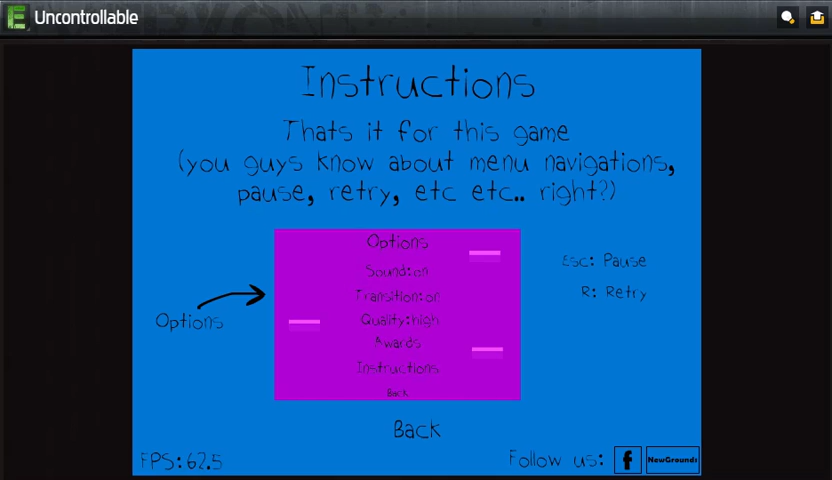 Uncontrollable
Instructions
Thats it for this game
(you guys know about menu navigations,
pause, retry, etc etc.. right?)
Options
Sound:on
Transition:on
Quality:high
Awards
Instructions
Back
Options
Esc: Pause
R: Retry
Back
FPS:62.5
Follow us:
f
NewGrounds